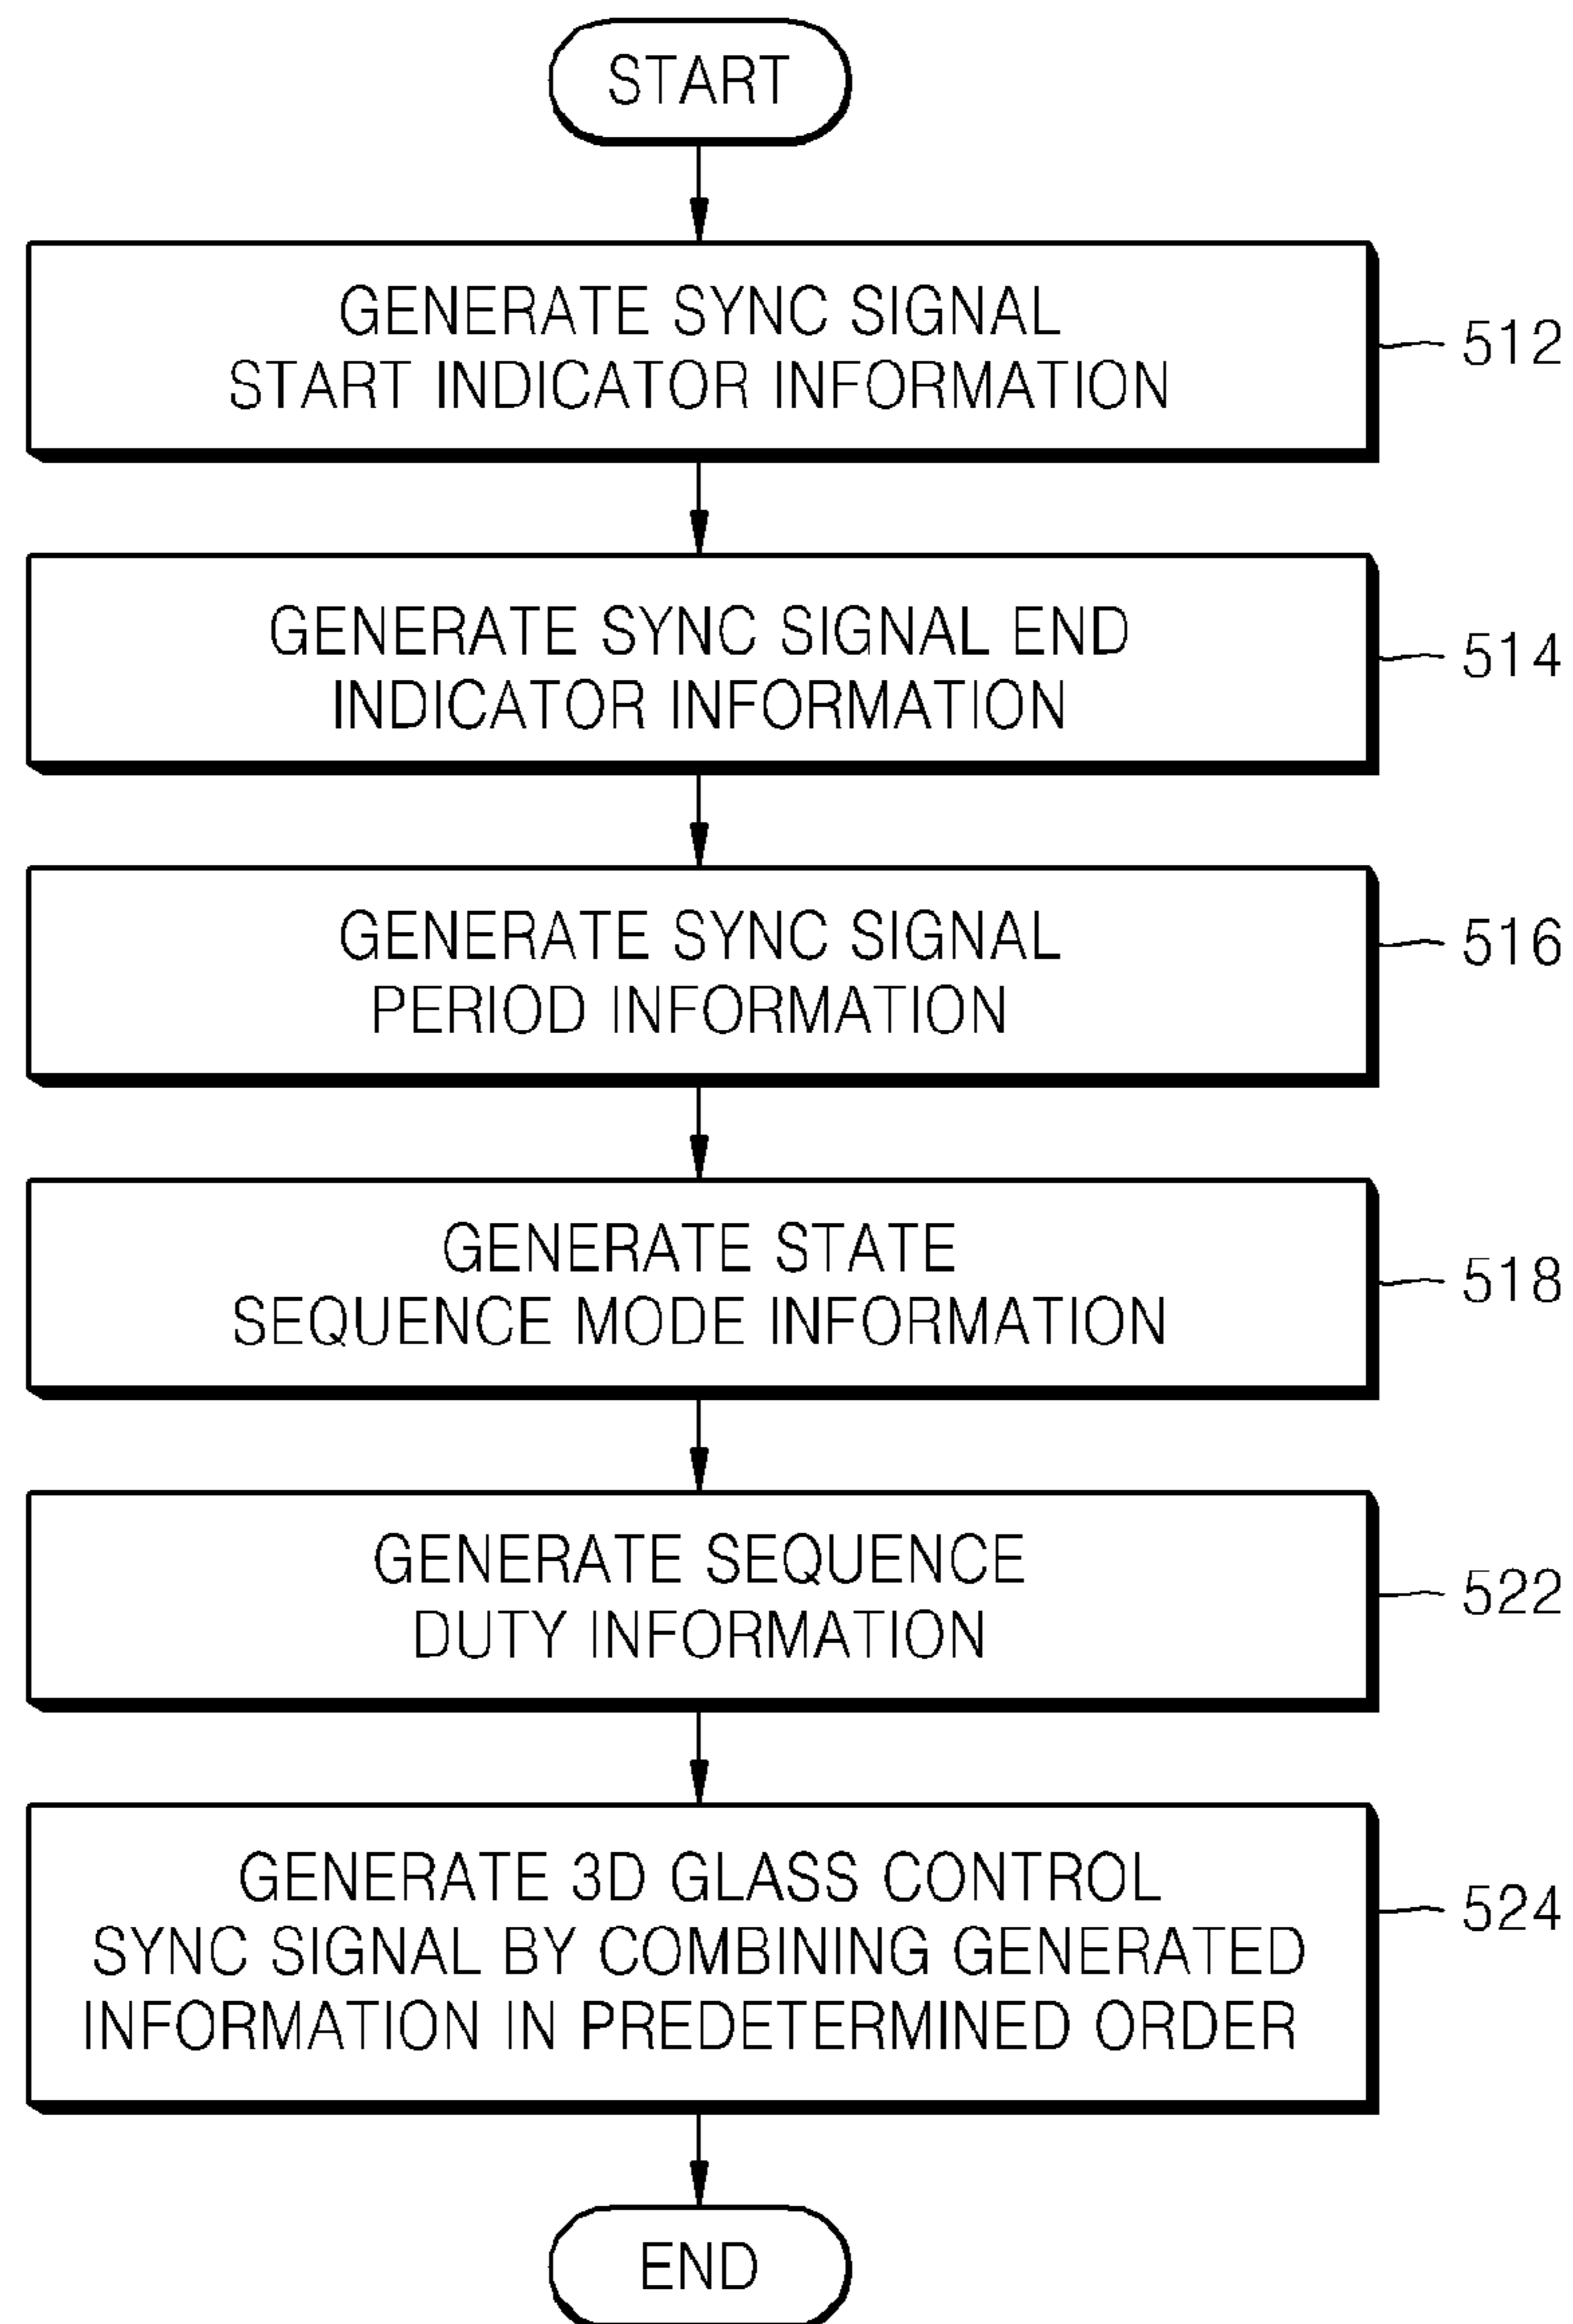 START
GENERATE SYNC SIGNAL
START INDICATOR INFORMATION
512
GENERATE SYNC SIGNAL END
INDICATOR INFORMATION
514
GENERATE SYNC SIGNAL
PERIOD INFORMATION
516
GENERATE STATE
SEQUENCE MODE INFORMATION
518
GENERATE SEQUENCE
DUTY INFORMATION
522
GENERATE 3D GLASS CONTROL
SYNC SIGNAL BY COMBINING GENERATED
INFORMATION IN PREDETERMINED ORDER
524
END